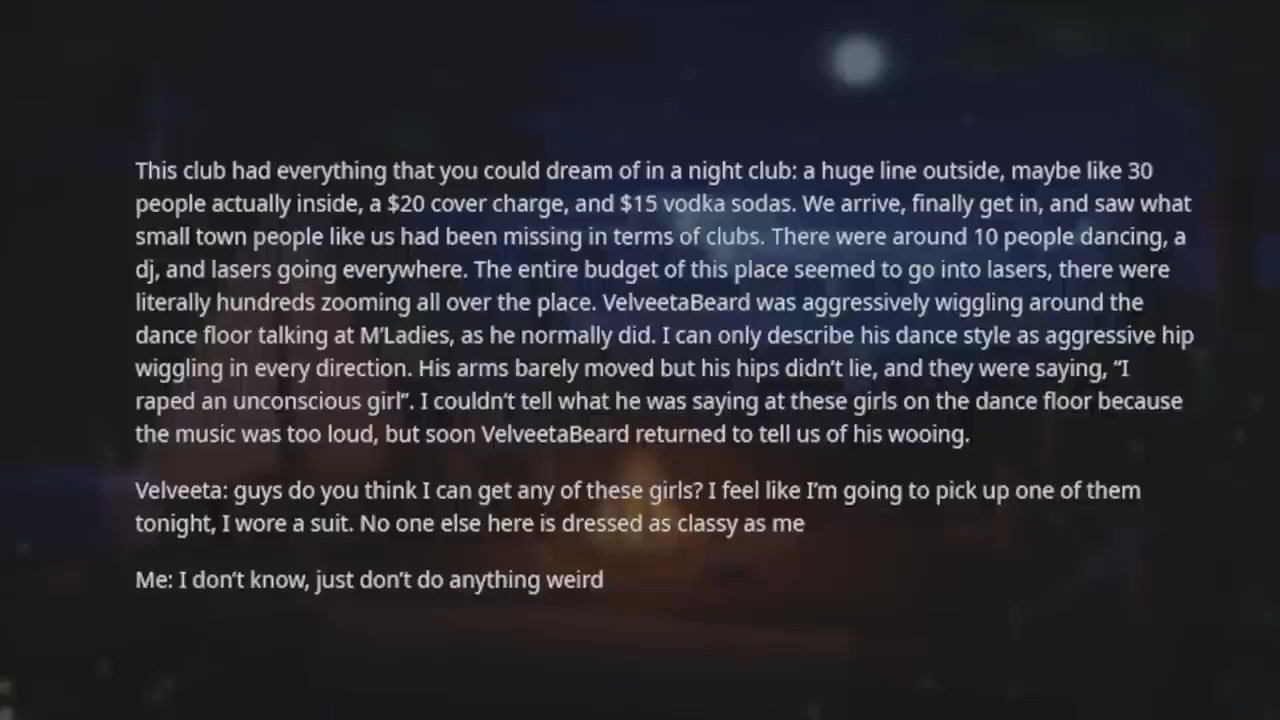 This club had everything that you could dream of in a night club: a huge line outside, maybe like 30
people actually inside, a $20 cover charge, and $15 vodka sodas. We arrive, finally get in, and saw what
small town people like us had been missing in terms of clubs. There were around 10 people dancing, a
dj, and lasers going everywhere. The entire budget of this place seemed to go into lasers, there were
literally hundreds zooming all over the place. VelveetaBeard was aggressively wiggling around the
dance floor talking at M'Ladies, as he normally did. I can only describe his dance style as aggressive hip
wiggling in every direction. His arms barely moved but his hips didn't lie, and they were saying, “I
raped an unconscious girl”. I couldn't tell what he was saying at these girls on the dance floor because
the music was too loud, but soon VelveetaBeard returned to tell us of his wooing.
Velveeta: guys do you think I can get any of these girls? I feel like I'm going to pick up one of them
tonight, I wore a suit. No one else here is dressed as classy as me
Me: I don't know, just don't do anything weird